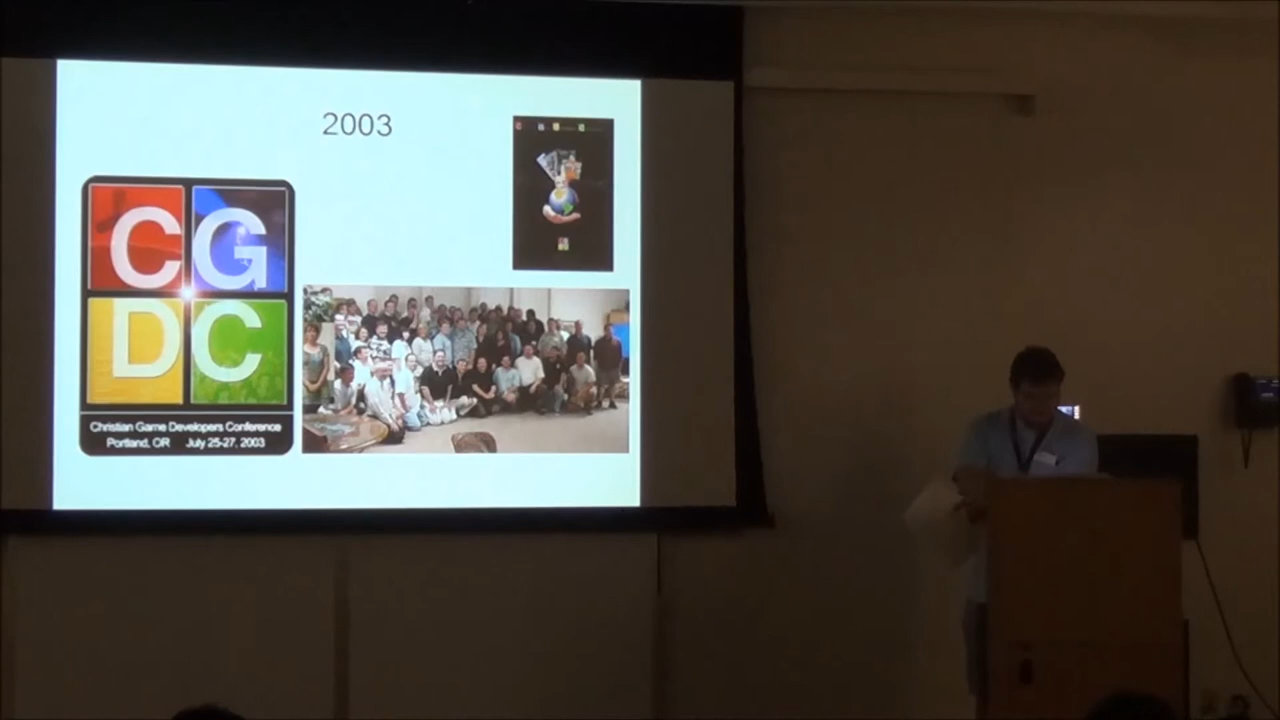 2003
CG
DC
Christian Game Developers Conference
Portland, OR July 25-27, 2003